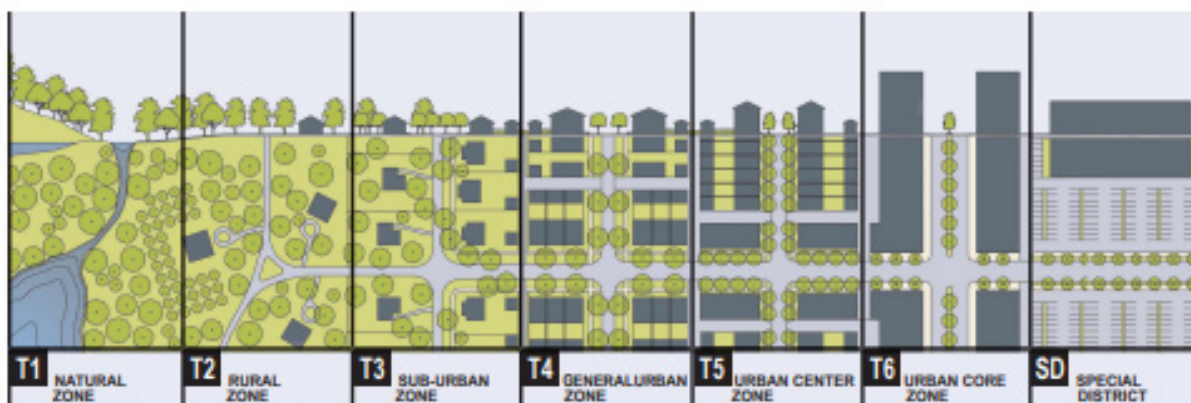 T1 NATURAL
ZONE
T2 RURAL
ZONE
T3 SUB-URBAN
ZONE
T4 GENERALURBAN
ZONE
T5 URBAN CENTER
ZONE
T6 URBAN CORE
ZONE
SD SPECIAL
DISTRICT